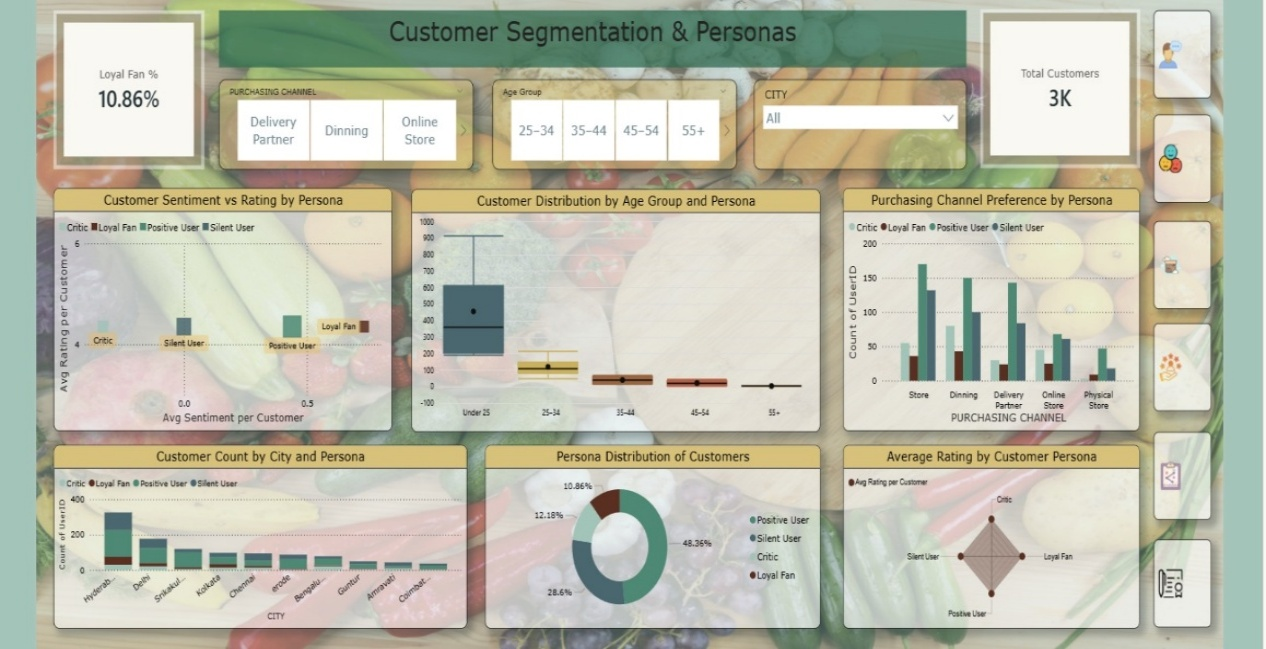 Customer Segmentation & Personas
Loyal Fan %
10.86%
PURCHASING CHANNEL
Delivery
Partner
Dinning
Online
Store
Age Group
25-34
35-44
45-54
55+
CITY
All
Total Customers
3K
Customer Sentiment vs Rating by Persona
Critic Loyal Fan Positive User Silent User
Avg Rating per Customer
6
4
Critic
Silent User
Positive User
Loyal Fan
0.0
0.5
Avg Sentiment per Customer
Customer Distribution by Age Group and Persona
1000
900
800
700
600
500
400
300
200
100
0
-100
Under 25
25-34
35-44
45-54
55+
Purchasing Channel Preference by Persona
Critic Loyal Fan Positive User Silent User
Count of UserID
200
150
100
50
0
Store
Dinning
Delivery
Partner
Online
Store
Physical
Store
PURCHASING CHANNEL
Customer Count by City and Persona
Critic Loyal Fan Positive User Silent User
Count of UserID
400
200
0
Hyderab...
Delhi
Srikakul...
Kolkata
Chennai
erode
Bengalu...
Guntur
Amravati
Coimbat...
CITY
Persona Distribution of Customers
10.86%
12.18%
28.6%
48.36%
Positive User
Silent User
Critic
Loyal Fan
Average Rating by Customer Persona
Avg Rating per Customer
Critic
Silent User
Loyal Fan
Positive User